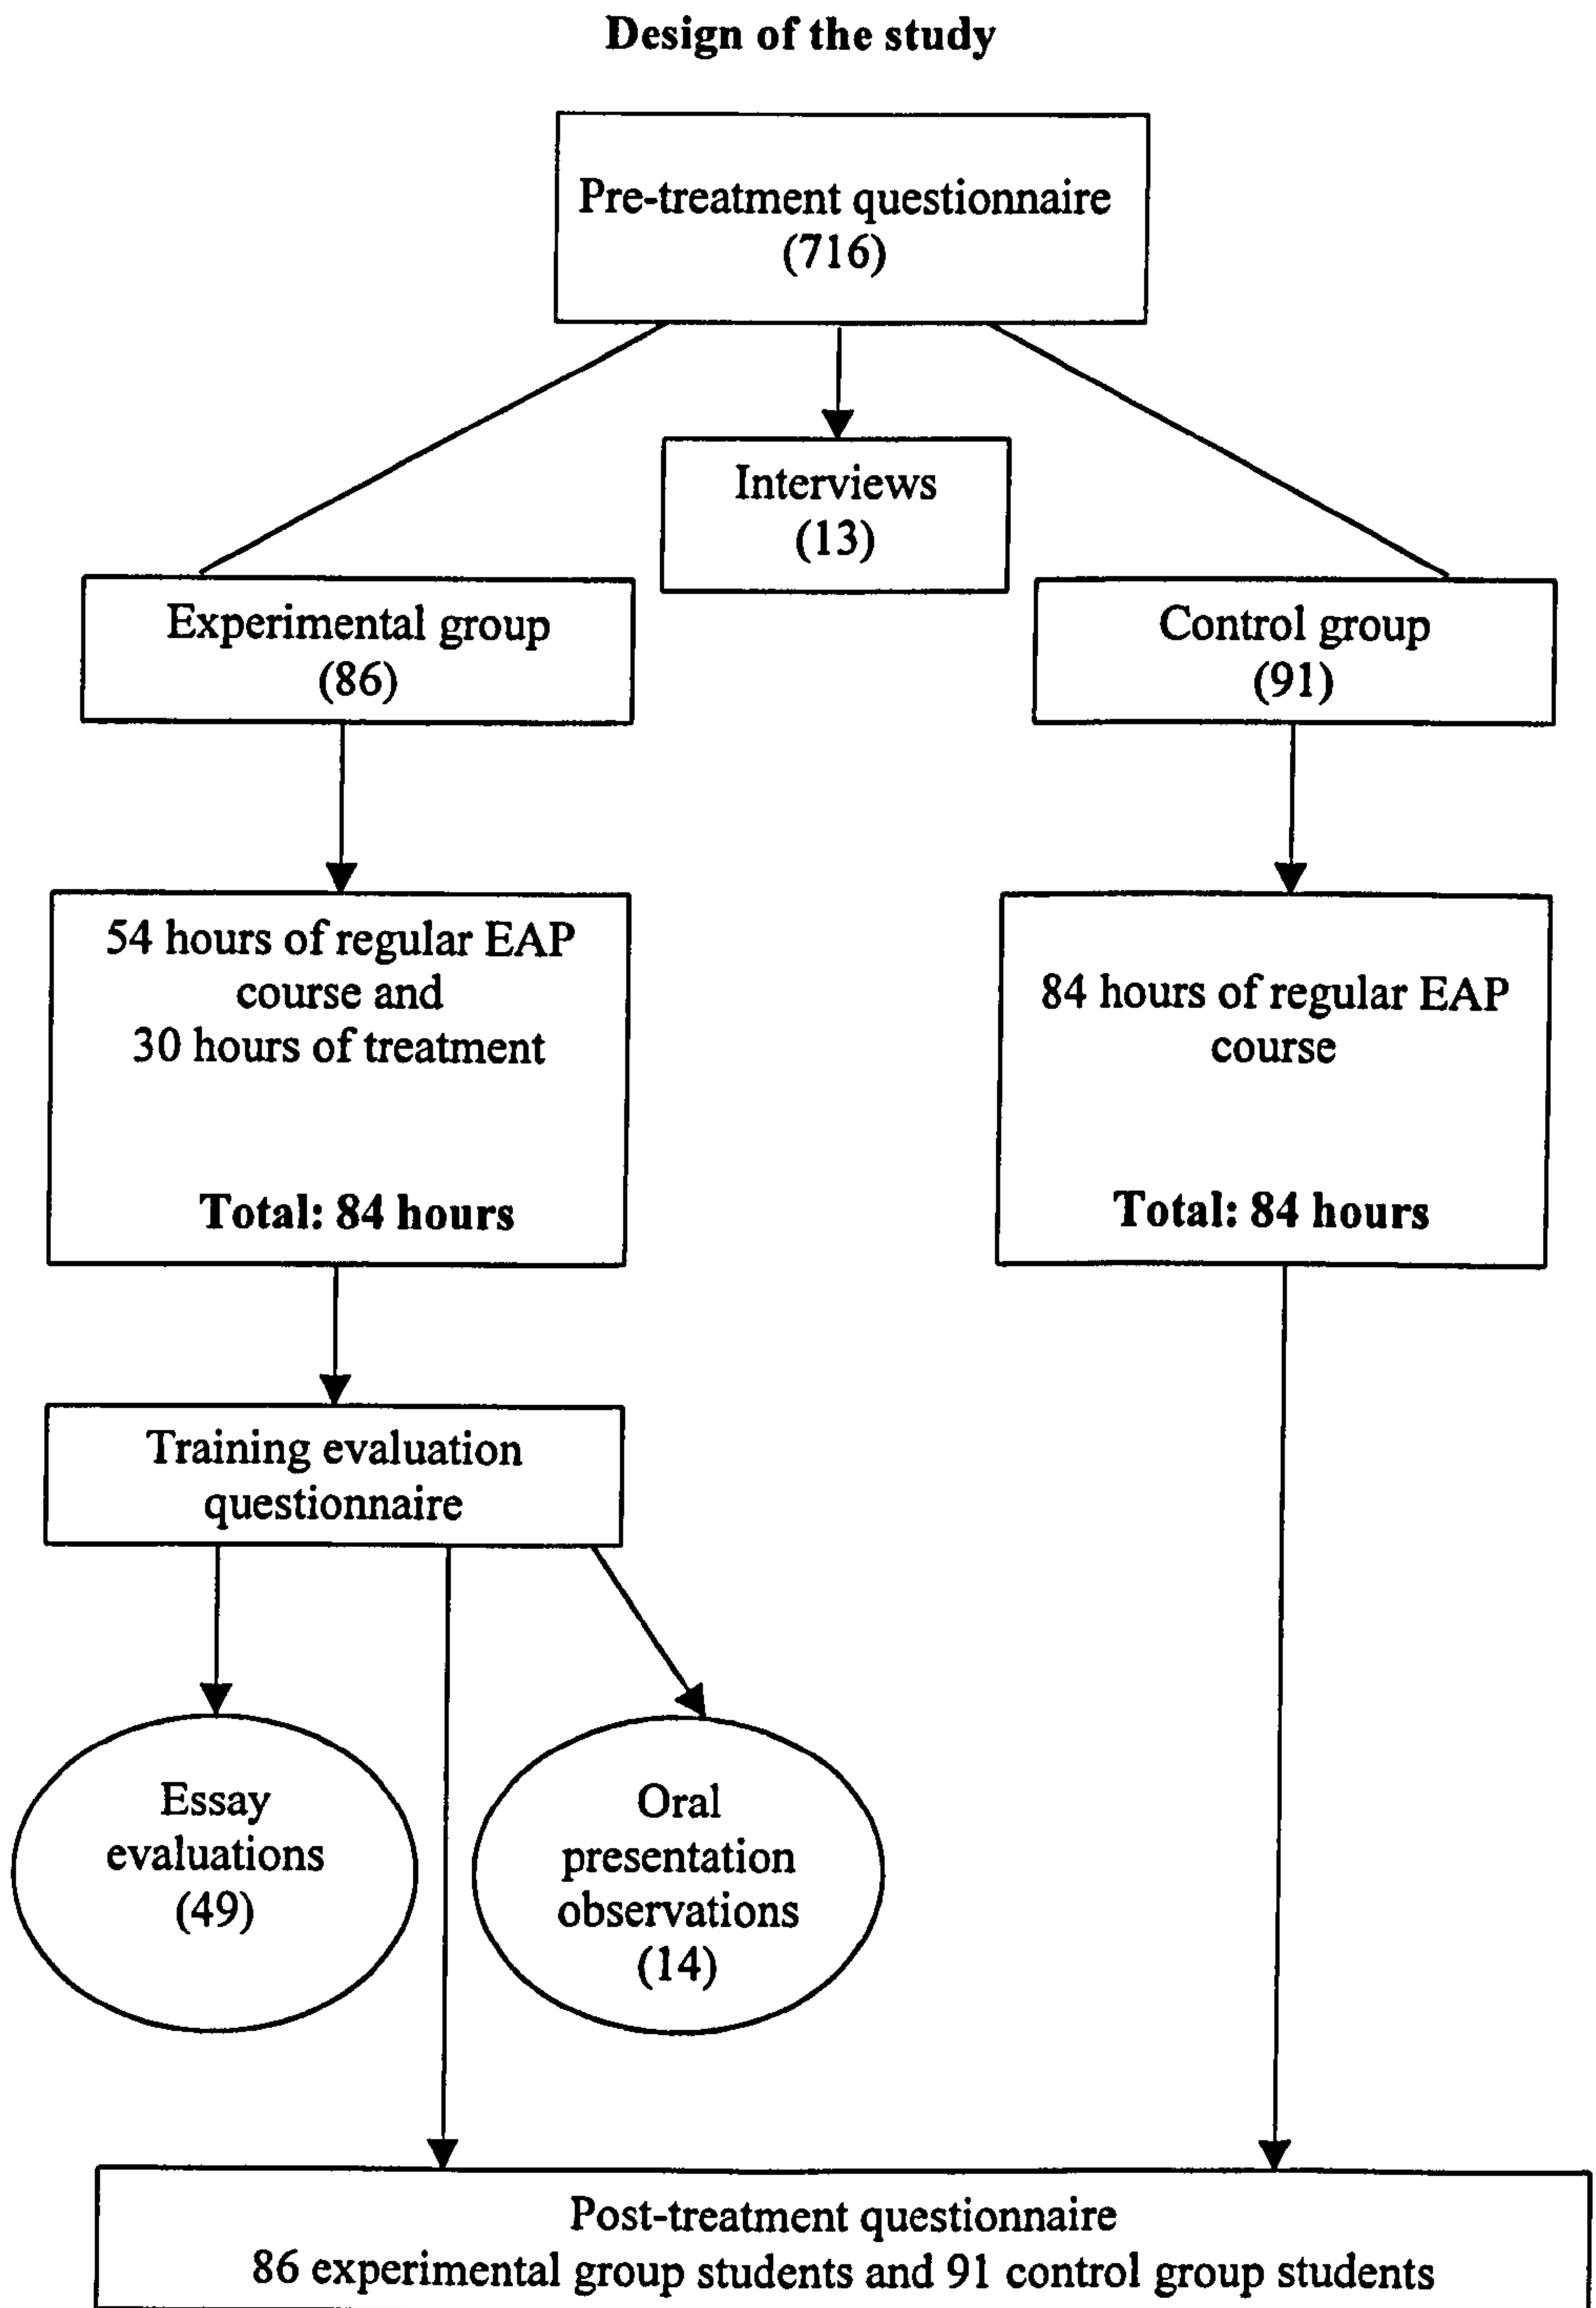 Design of the study
Pre-treatment questionnaire
(716)
Interviews
(13)
Experimental group
(86)
Control group
(91)
54 hours of regular EAP
course and
30 hours of treatment
Total: 84 hours
84 hours of regular EAP
course
Total: 84 hours
Training evaluation
questionnaire
Essay
evaluations
(49)
Oral
presentation
observations
(14)
Post-treatment questionnaire
86 experimental group students and 91 control group students